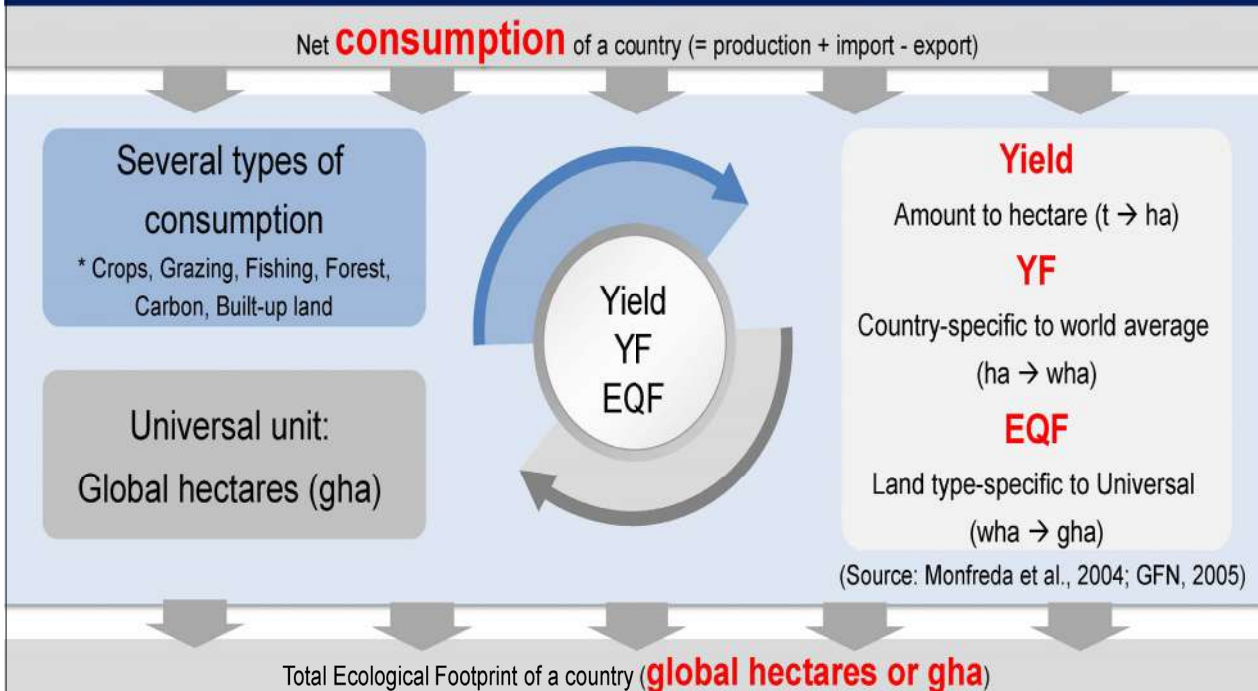 Net consumption of a country (= production + import - export)
Several types of
consumption
* Crops, Grazing, Fishing, Forest,
Carbon, Built-up land
Universal unit:
Global hectares (gha)
Yield
YF
EQF
Yield
Amount to hectare (t → ha)
YF
Country-specific to world average
(ha → wha)
EQF
Land type-specific to Universal
(wha → gha)
(Source: Monfreda et al., 2004; GFN, 2005)
Total Ecological Footprint of a country (global hectares or gha)